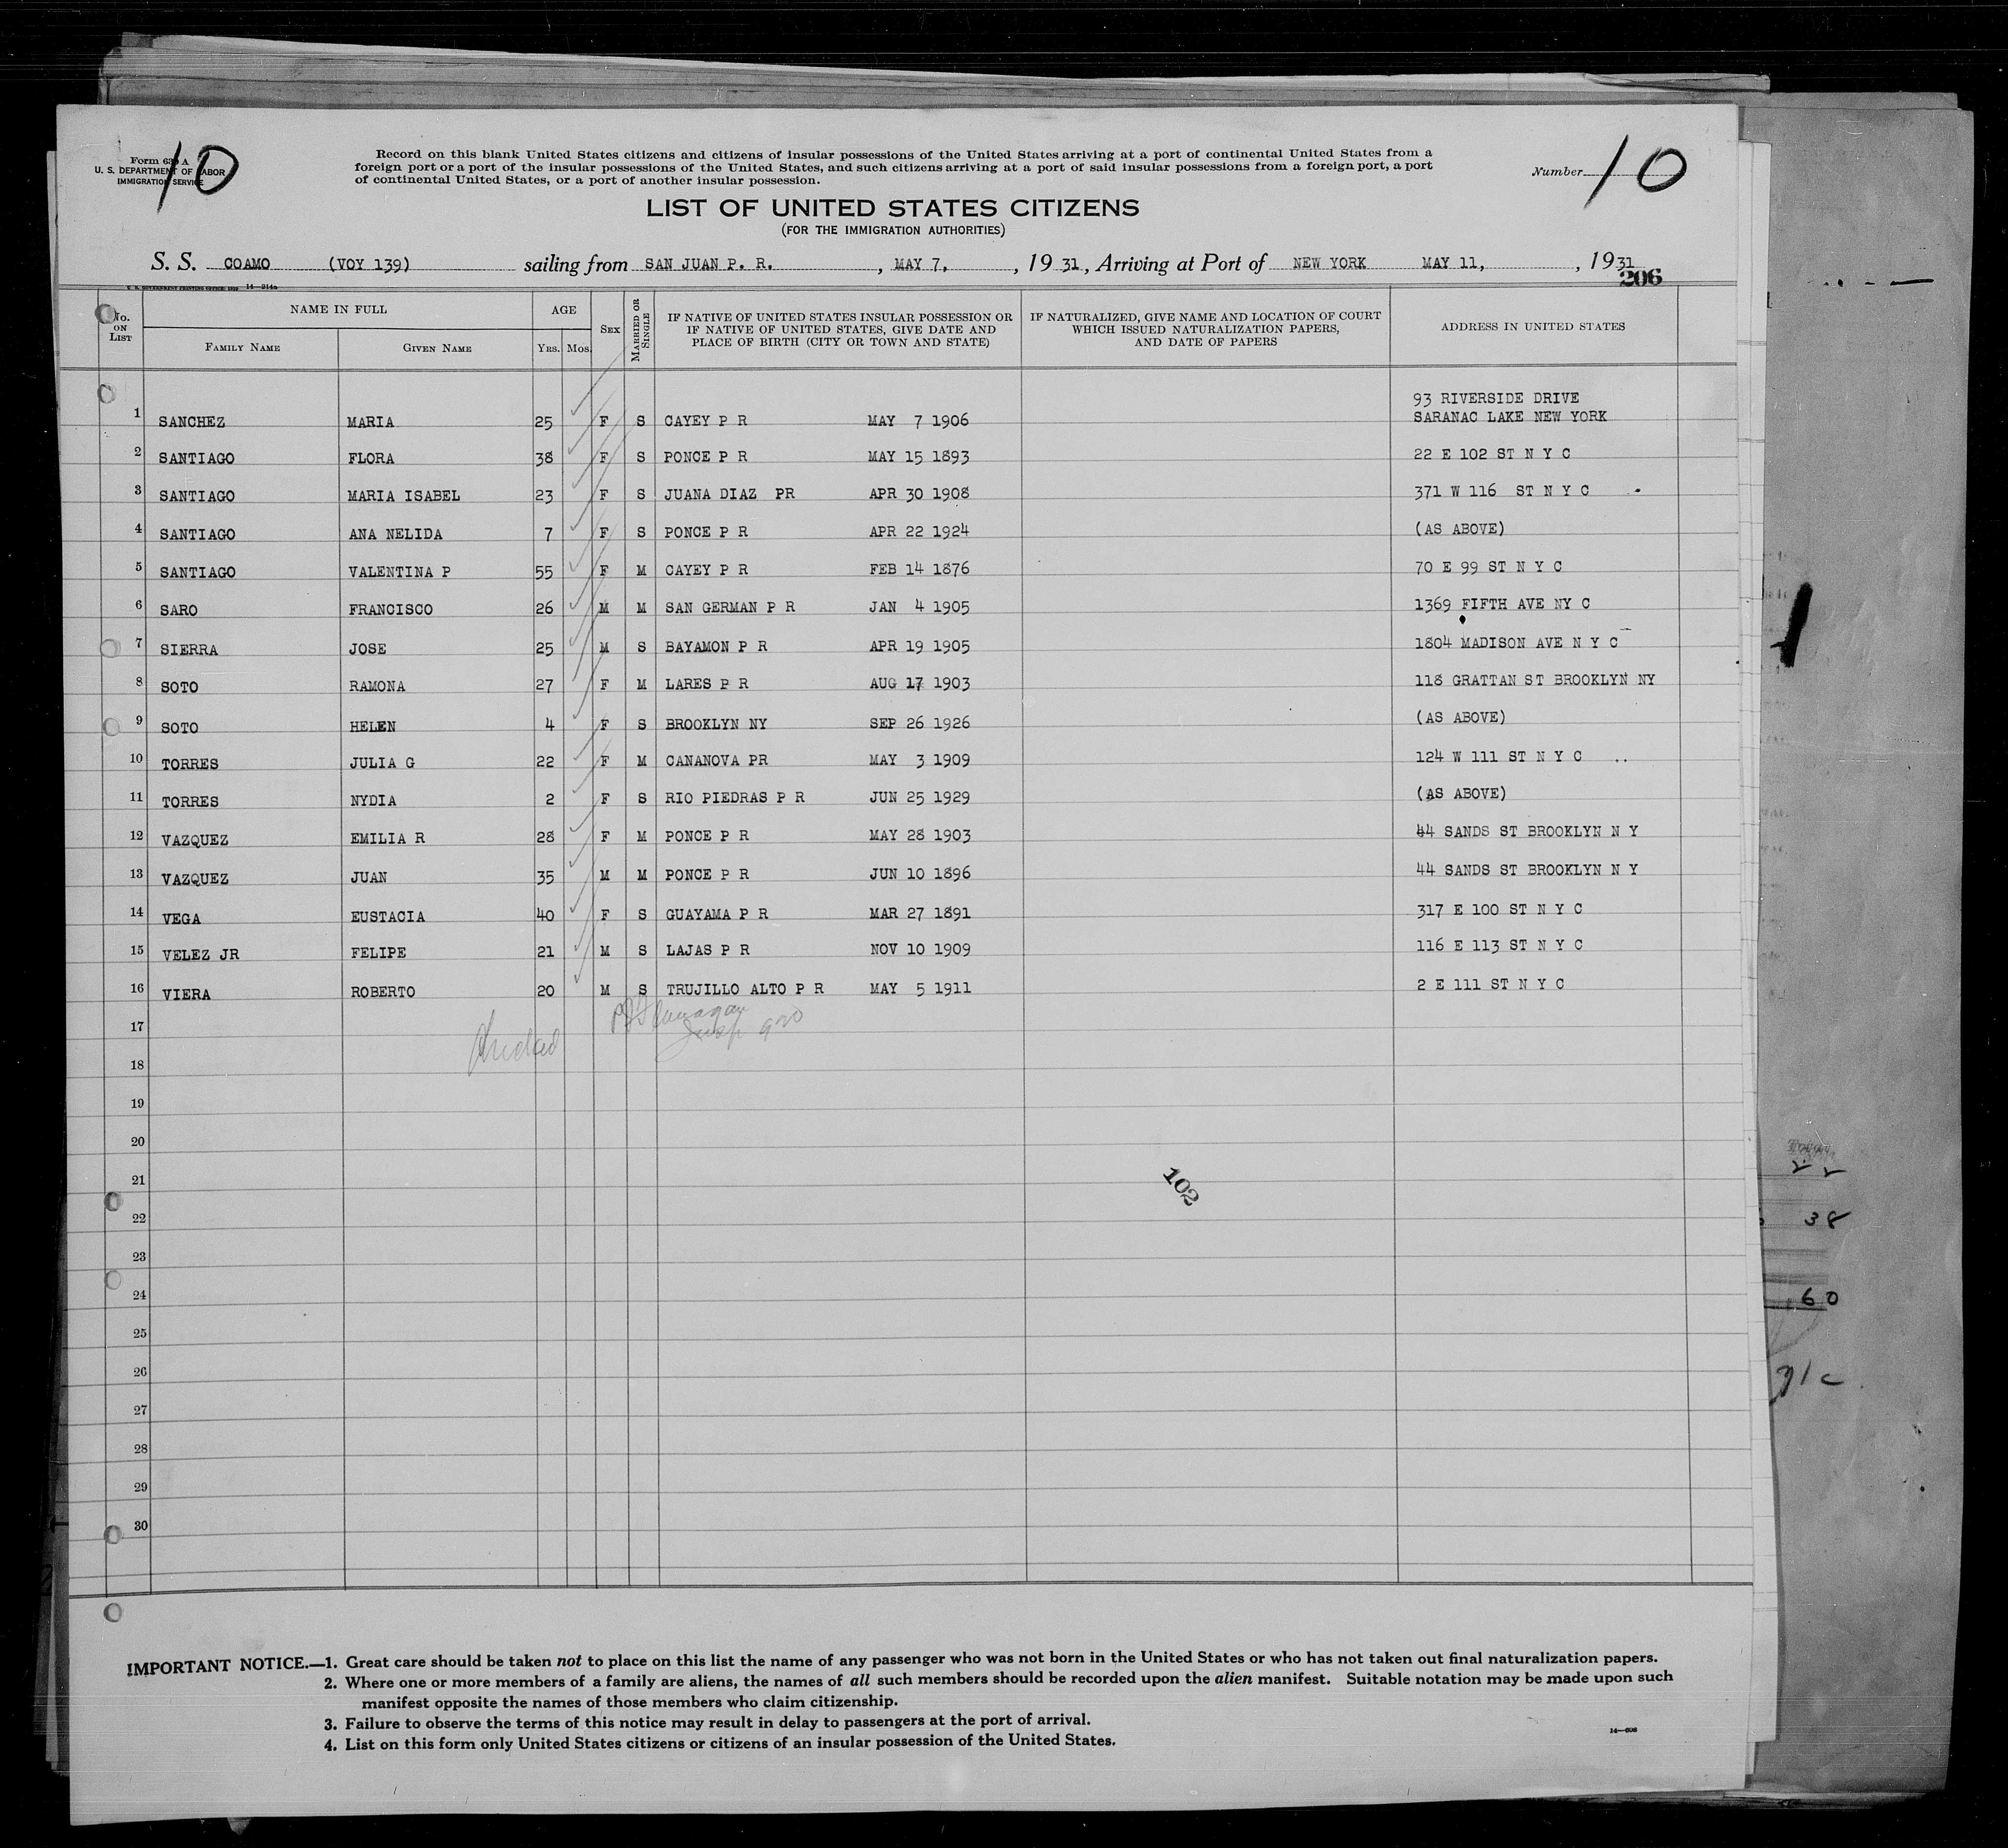 10
Form 630 A
U. S. DEPARTMENT OF LABOR
IMMIGRATION SERVICE
Record on this blank United States citizens and citizens of insular possessions of the United States arriving at a port of continental United States from a
foreign port or a port of the insular possessions of the United States, and such citizens arriving at a port of said insular possessions from a foreign port, a port
of continental United States, or a port of another insular possession.
Number 10
LIST OF UNITED STATES CITIZENS
(FOR THE IMMIGRATION AUTHORITIES)
S. S. COAMO (VOY 139) sailing from SAN JUAN P. R. , MAY 7, , 1931, Arriving at Port of NEW YORK MAY 11, , 1931
206
No. ON LIST NAME IN FULL AGE SEX MARRIED OR SINGLE IF NATIVE OF UNITED STATES INSULAR POSSESSION OR IF NATIVE OF UNITED STATES, GIVE DATE AND PLACE OF BIRTH (CITY OR TOWN AND STATE) IF NATURALIZED, GIVE NAME AND LOCATION OF COURT WHICH ISSUED NATURALIZATION PAPERS, AND DATE OF PAPERS ADDRESS IN UNITED STATES
FAMILY NAME GIVEN NAME YRS. MOS.
93 RIVERSIDE DRIVE
1 SANCHEZ MARIA 25 F S CAYEY P R MAY 7 1906 SARANAC LAKE NEW YORK
2 SANTIAGO FLORA 38 F S PONCE P R MAY 15 1893 22 E 102 ST N Y C
3 SANTIAGO MARIA ISABEL 23 F S JUANA DIAZ PR APR 30 1908 371 W 116 ST N Y C
4 SANTIAGO ANA NELIDA 7 F S PONCE P R APR 22 1924 (AS ABOVE)
5 SANTIAGO VALENTINA P 55 F M CAYEY P R FEB 14 1876 70 E 99 ST N Y C
6 SARO FRANCISCO 26 M M SAN GERMAN P R JAN 4 1905 1369 FIFTH AVE NY C
7 SIERRA JOSE 25 M S BAYAMON P R APR 19 1905 1804 MADISON AVE N Y C
8 SOTO RAMONA 27 F M LARES P R AUG 17 1903 118 GRATTAN ST BROOKLYN NY
9 SOTO HELEN 4 F S BROOKLYN NY SEP 26 1926 (AS ABOVE)
10 TORRES JULIA G 22 F M CANANOVA PR MAY 3 1909 124 W 111 ST N Y C
11 TORRES NYDIA 2 F S RIO PIEDRAS P R JUN 25 1929 (AS ABOVE)
12 VAZQUEZ EMILIA R 28 F M PONCE P R MAY 28 1903 44 SANDS ST BROOKLYN N Y
13 VAZQUEZ JUAN 35 M M PONCE P R JUN 10 1896 44 SANDS ST BROOKLYN N Y
14 VEGA EUSTACIA 40 F S GUAYAMA P R MAR 27 1891 317 E 100 ST N Y C
15 VELEZ JR FELIPE 21 M S LAJAS P R NOV 10 1909 116 E 113 ST N Y C
16 VIERA ROBERTO 20 M S TRUJILLO ALTO P R MAY 5 1911 2 E 111 ST N Y C
17
18
19
20
21
102
22
23
24
25
26
27
28
29
30
38
60
IMPORTANT NOTICE.—1. Great care should be taken not to place on this list the name of any passenger who was not born in the United States or who has not taken out final naturalization papers.
2. Where one or more members of a family are aliens, the names of all such members should be recorded upon the alien manifest. Suitable notation may be made upon such
manifest opposite the names of those members who claim citizenship.
3. Failure to observe the terms of this notice may result in delay to passengers at the port of arrival.
4. List on this form only United States citizens or citizens of an insular possession of the United States.